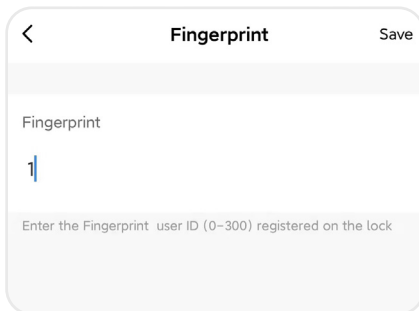 Fingerprint Save
Fingerprint
1
Enter the Fingerprint user ID (0-300) registered on the lock